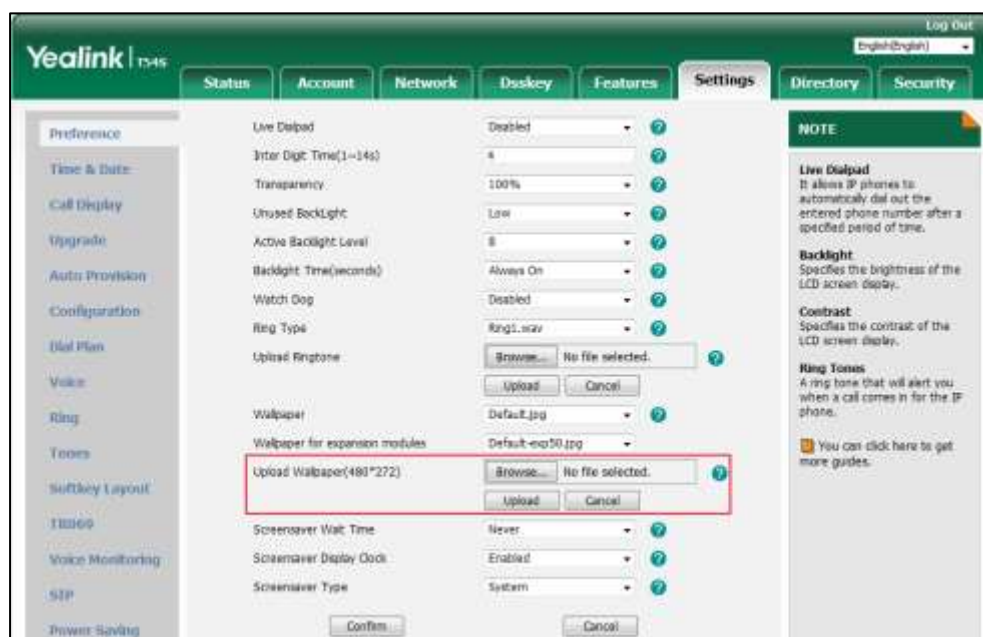 Log Out
Yealink | T54S
English(English)
Status Account Network Dsskey Features Settings Directory Security
Preference
Time & Date
Call Display
Upgrade
Auto Provision
Configuration
Dial Plan
Voice
Ring
Tones
Softkey Layout
TR069
Voice Monitoring
SIP
Power Saving
Live Dialpad Disabled
Inter Digit Time(1~14s) 4
Transparency 100%
Unused BackLight Low
Active Backlight Level 8
Backlight Time(seconds) Always On
Watch Dog Disabled
Ring Type Ring1.wav
Upload Ringtone Browse... No file selected.
Upload Cancel
Wallpaper Default.jpg
Wallpaper for expansion modules Default-exp50.jpg
Upload Wallpaper(480*272) Browse... No file selected.
Upload Cancel
Screensaver Wait Time Never
Screensaver Display Clock Enabled
Screensaver Type System
Confirm Cancel
NOTE
Live Dialpad
It allows IP phones to
automatically dial out the
entered phone number after a
specified period of time.
Backlight
Specifies the brightness of the
LCD screen display.
Contrast
Specifies the contrast of the
LCD screen display.
Ring Tones
A ring tone that will alert you
when a call comes in for the IP
phone.
You can click here to get
more guides.